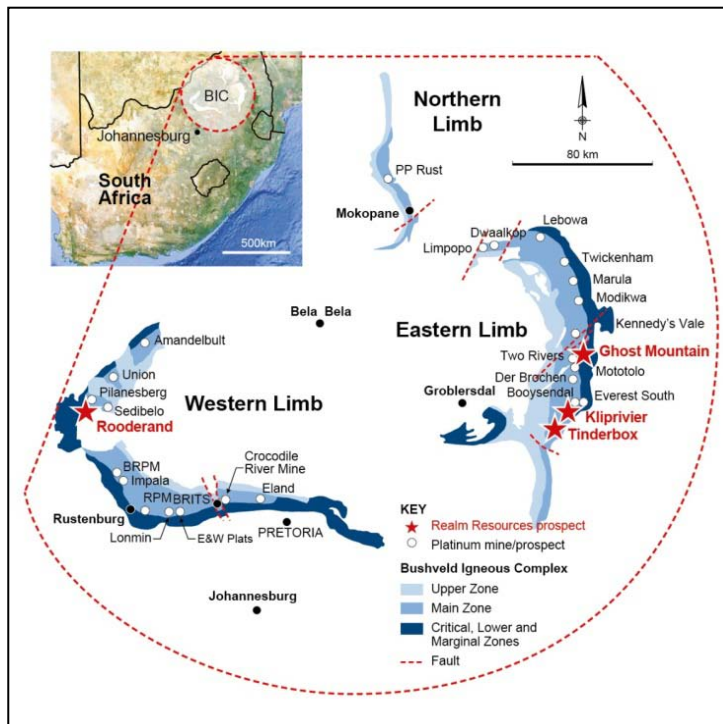 BIC
Johannesburg
South
Africa
500km
Northern
Limb
80 km
PP Rust
Mokopane
Dwaalkop
Lebowa
Limpopo
Twickenham
Marula
Modikwa
Bela Bela
Eastern Limb
Kennedy's Vale
Amandelbult
Two Rivers
Ghost Mountain
Union
Der Brochen
Mototolo
Pilanesberg
Groblersdal
Booysendal
Everest South
Sedibelo
Western Limb
Kliprivier
Rooderand
Tinderbox
BRPM
Crocodile
River Mine
Impala
Eland
RPM
BRITS
Rustenburg
Lonmin
E&W Plats
PRETORIA
Johannesburg
KEY
Realm Resources prospect
Platinum mine/prospect
Bushveld Igneous Complex
Upper Zone
Main Zone
Critical, Lower and
Marginal Zones
Fault